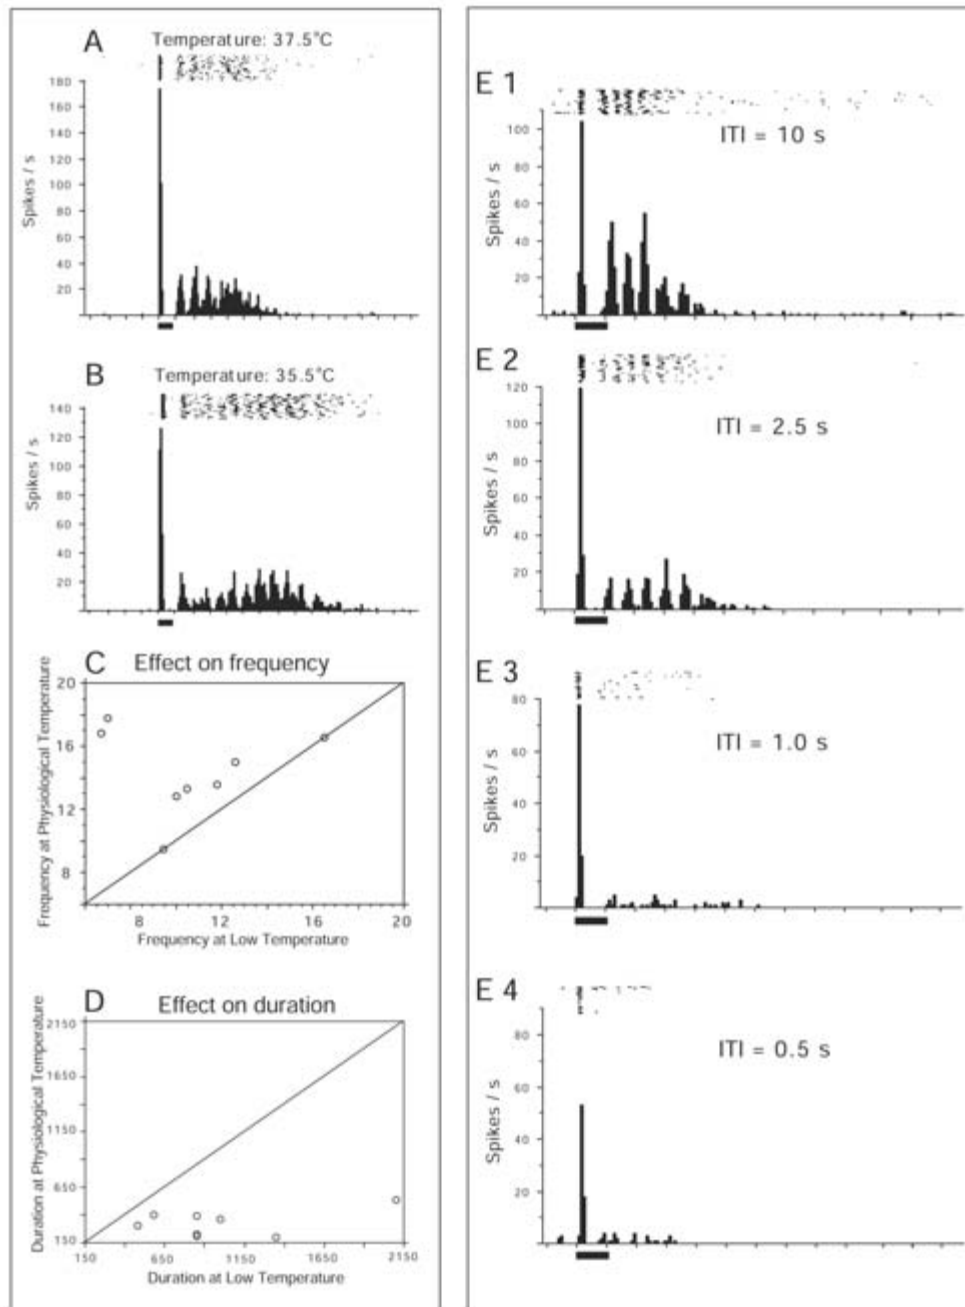 A
Temperature: 37.5°C
180
160
140
120
100
80
60
40
20
Spikes / s
B
Temperature: 35.5°C
140
120
100
80
60
40
20
Spikes / s
C
Effect on frequency
20
16
12
8
Frequency at Physiological Temperature
8 12 16 20
Frequency at Low Temperature
D
Effect on duration
2150
1650
1150
650
150
Duration at Physiological Temperature
150 650 1150 1650 2150
Duration at Low Temperature
E 1
ITI = 10 s
100
80
60
40
20
Spikes / s
E 2
ITI = 2.5 s
120
100
80
60
40
20
Spikes / s
E 3
ITI = 1.0 s
80
60
40
20
Spikes / s
E 4
ITI = 0.5 s
80
60
40
20
Spikes / s